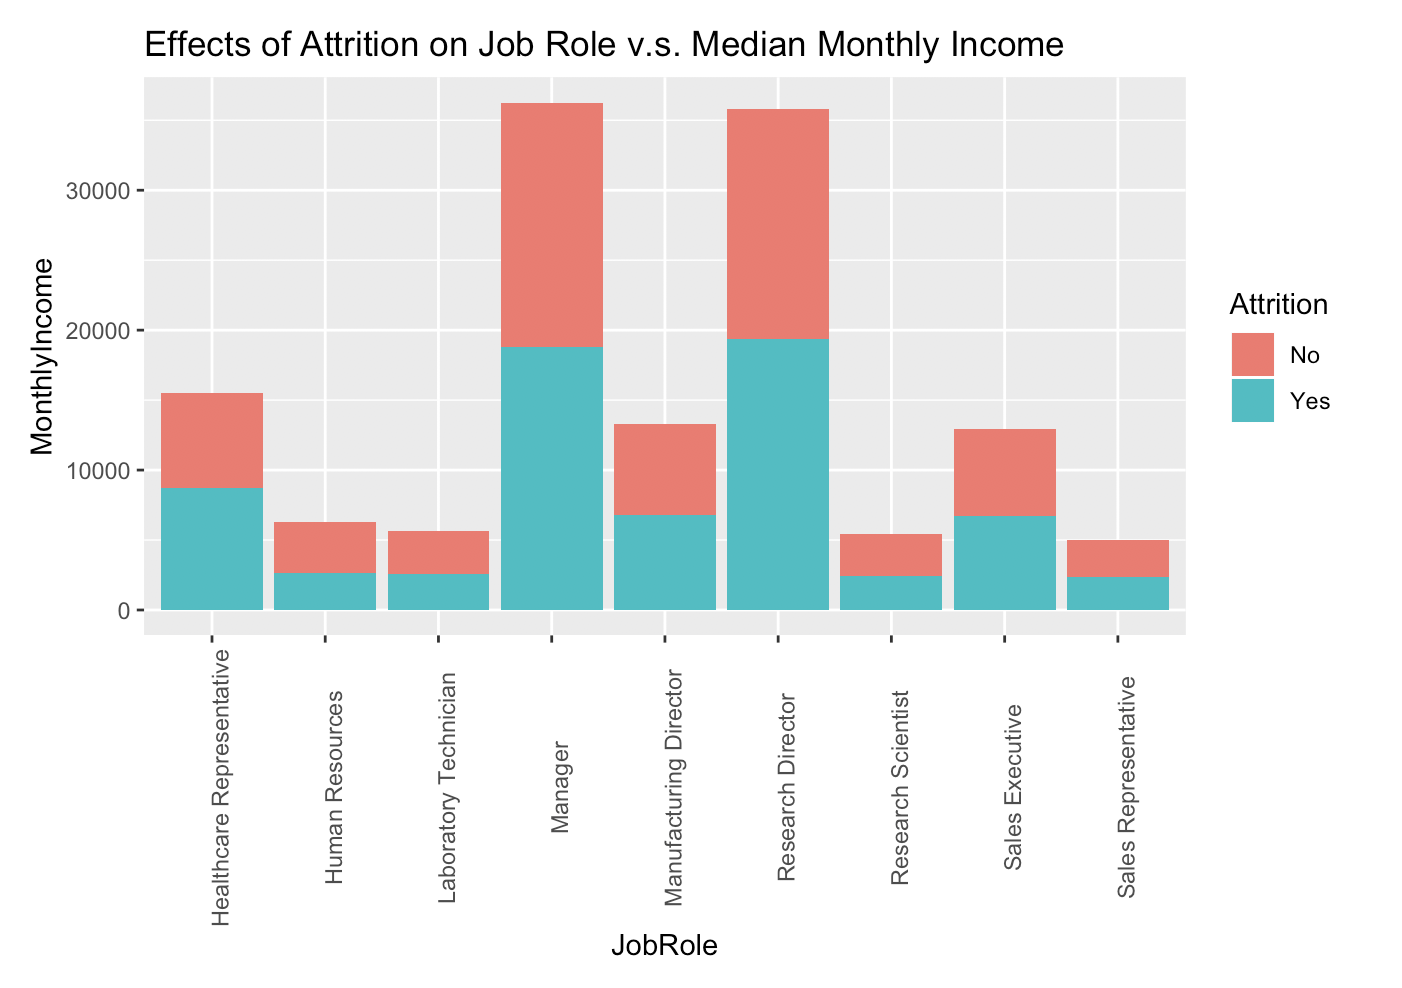 Effects of Attrition on Job Role v.s. Median Monthly Income
MonthlyIncome
30000
20000
10000
0
Attrition
No
Yes
Healthcare Representative
Human Resources
Laboratory Technician
Manager
Manufacturing Director
Research Director
Research Scientist
Sales Executive
Sales Representative
JobRole